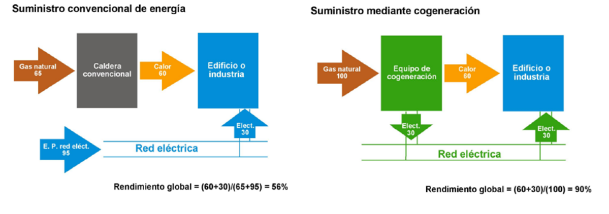 Suministro convencional de energía
Gas natural
65
Caldera
convencional
Calor
60
Edificio o
industria
Elect.
30
E. P. red eléct.
95
Red eléctrica
Rendimiento global = (60+30)/(65+95) = 56%
Suministro mediante cogeneración
Gas natural
100
Equipo de
cogeneración
Calor
60
Edificio o
industria
Elect.
30
Elect.
30
Red eléctrica
Rendimiento global = (60+30)/(100) = 90%